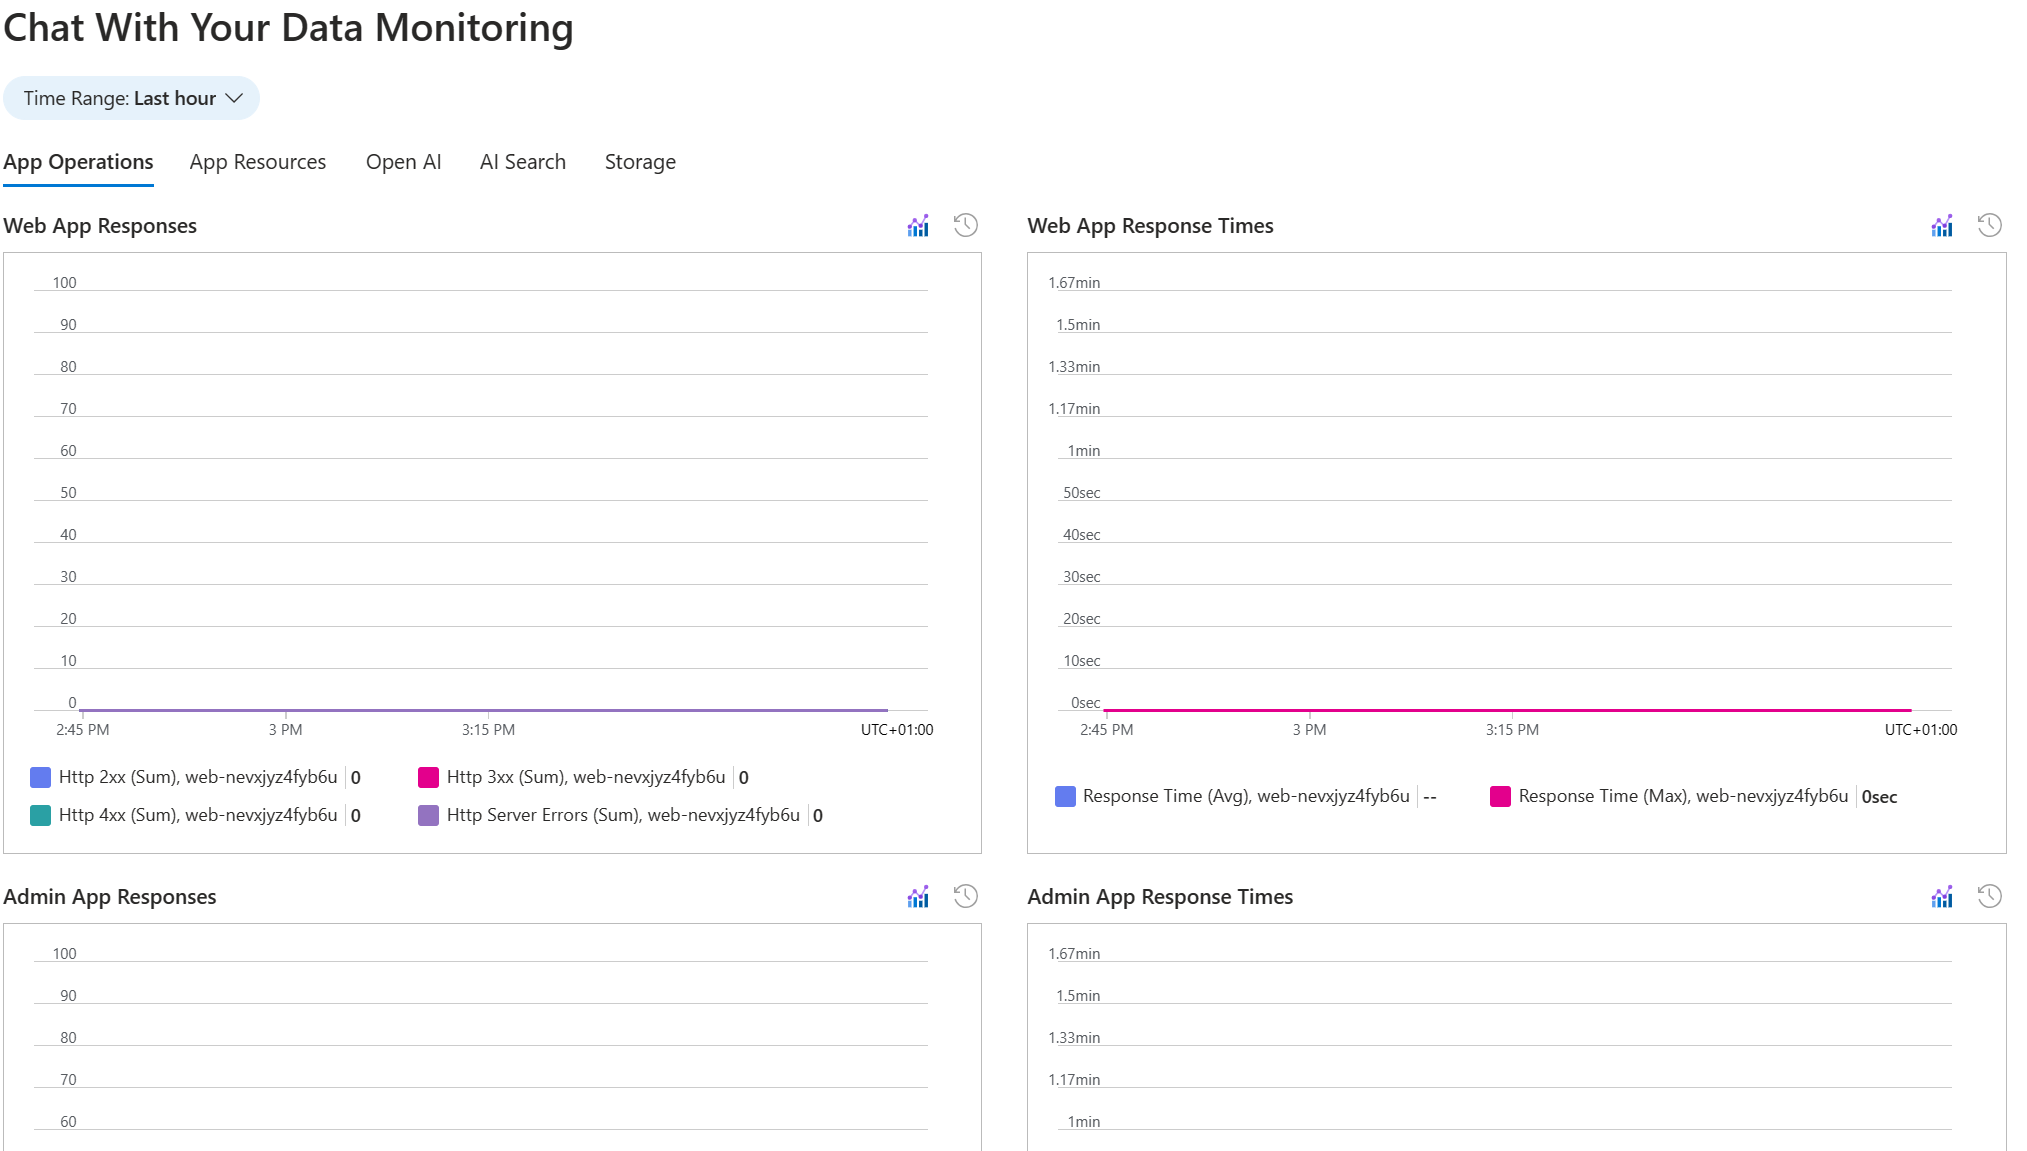 Chat With Your Data Monitoring
Time Range: Last hour
App Operations App Resources Open AI AI Search Storage
Web App Responses
100
90
80
70
60
50
40
30
20
10
0
2:45 PM 3 PM 3:15 PM UTC+01:00
Http 2xx (Sum), web-nevxjyz4fyb6u 0 Http 3xx (Sum), web-nevxjyz4fyb6u 0
Http 4xx (Sum), web-nevxjyz4fyb6u 0 Http Server Errors (Sum), web-nevxjyz4fyb6u 0
Web App Response Times
1.67min
1.5min
1.33min
1.17min
1min
50sec
40sec
30sec
20sec
10sec
0sec
2:45 PM 3 PM 3:15 PM UTC+01:00
Response Time (Avg), web-nevxjyz4fyb6u -- Response Time (Max), web-nevxjyz4fyb6u 0sec
Admin App Responses
100
90
80
70
60
Admin App Response Times
1.67min
1.5min
1.33min
1.17min
1min